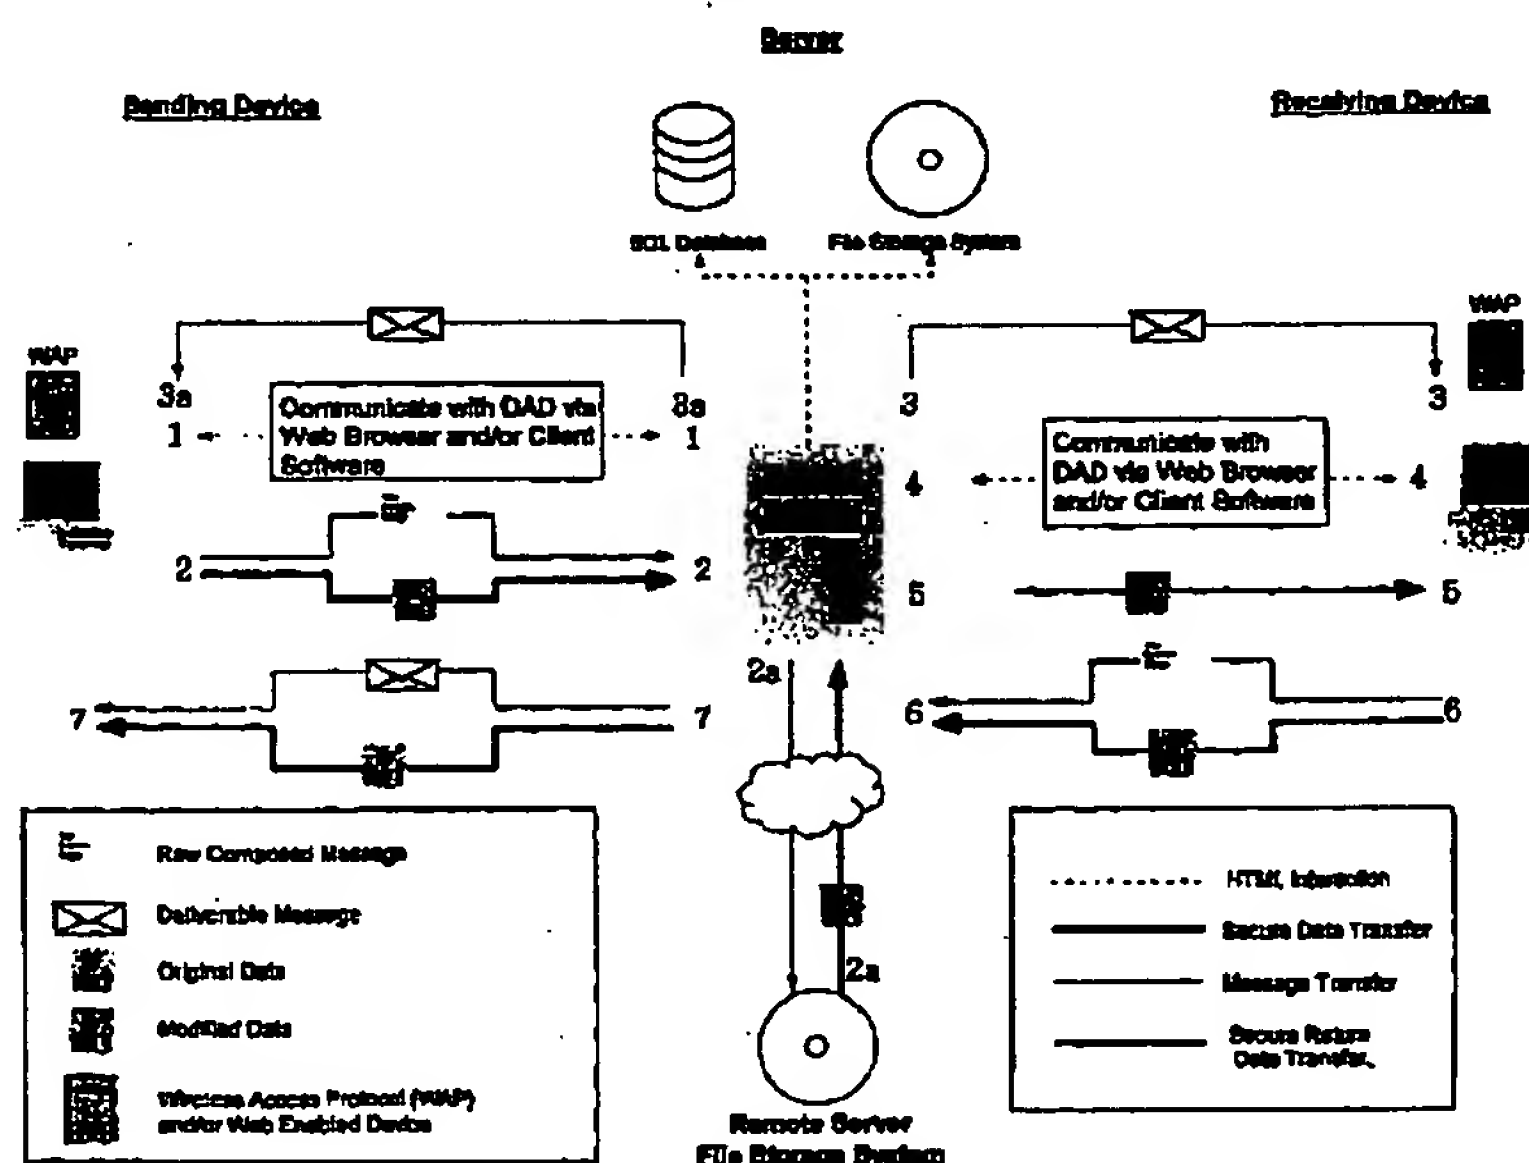 Server
Sending Device
Receiving Device
SQL Database
File Storage System
WAP
WAP
3a
3a
3
3
1
Communicate with DAD via
Web Browser and/or Client
Software
1
4
Communicate with
DAD via Web Browser
and/or Client Software
4
2
2
5
5
2a
7
7
6
6
Raw Composed Message
Deliverable Message
Original Data
Modified Data
Wireless Access Protocol (WAP)
and/or Web Enabled Device
2a
Remote Server
File Storage System
HTML Interaction
Secure Data Transfer
Message Transfer
Secure Return
Data Transfer